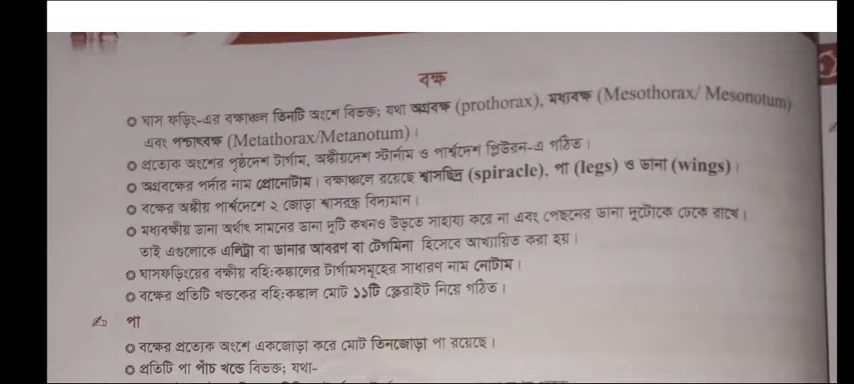 বক্ষ
✪ ঘাস ফড়িং-এর বক্ষাঞ্চল তিনটি অংশে বিভক্ত; যথা অগ্রবক্ষ (prothorax), মধ্যবক্ষ (Mesothorax/ Mesonotum)
এবং পশ্চাৎবক্ষ (Metathorax/Metanotum)।
✪ প্রত্যেক অংশের পৃষ্ঠদেশ টার্গাম, অঙ্কীয়দেশ স্টার্নাম ও পার্শ্বদেশ প্লিউরন-এ গঠিত।
✪ অগ্রবক্ষের পর্দার নাম প্রোনোটাম। বক্ষাঞ্চলে রয়েছে শ্বাসছিদ্র (spiracle), পা (legs) ও ডানা (wings)।
✪ বক্ষের অঙ্কীয় পার্শ্বদেশে ২ জোড়া শ্বাসরন্ধ্র বিদ্যমান।
✪ মধ্যবক্ষীয় ডানা অর্থাৎ সামনের ডানা দুটি কখনও উড়তে সাহায্য করে না এবং পেছনের ডানা দুটোকে ঢেকে রাখে।
তাই এগুলোকে এলিট্রা বা ডানার আবরণ বা টেগমিনা হিসেবে আখ্যায়িত করা হয়।
✪ ঘাসফড়িংয়ের বক্ষীয় বহিঃকঙ্কালের টার্গামসমূহের সাধারণ নাম নোটাম।
✪ বক্ষের প্রতিটি খন্ডকের বহিঃকঙ্কাল মোট ১১টি স্ক্লেরাইট নিয়ে গঠিত।
✍ পা
✪ বক্ষের প্রত্যেক অংশে একজোড়া করে মোট তিনজোড়া পা রয়েছে।
✪ প্রতিটি পা পাঁচ খন্ডে বিভক্ত; যথা-